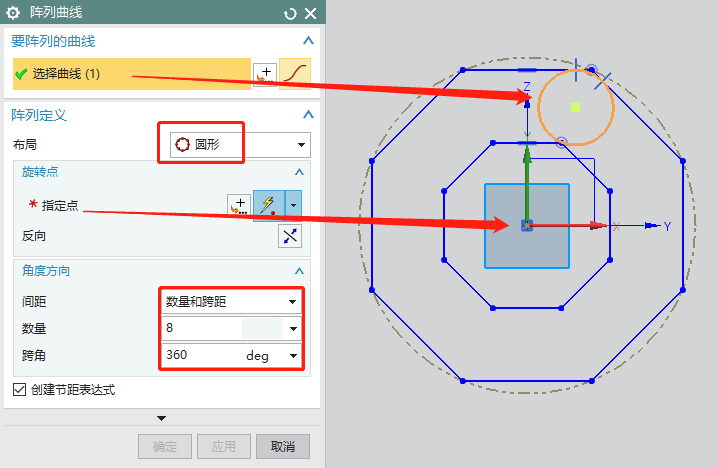 阵列曲线
要阵列的曲线
选择曲线 (1)
阵列定义
布局
圆形
旋转点
* 指定点
反向
角度方向
间距
数量和跨距
数量
8
跨角
360 deg
创建节距表达式
确定
应用
取消
Z
X
Y